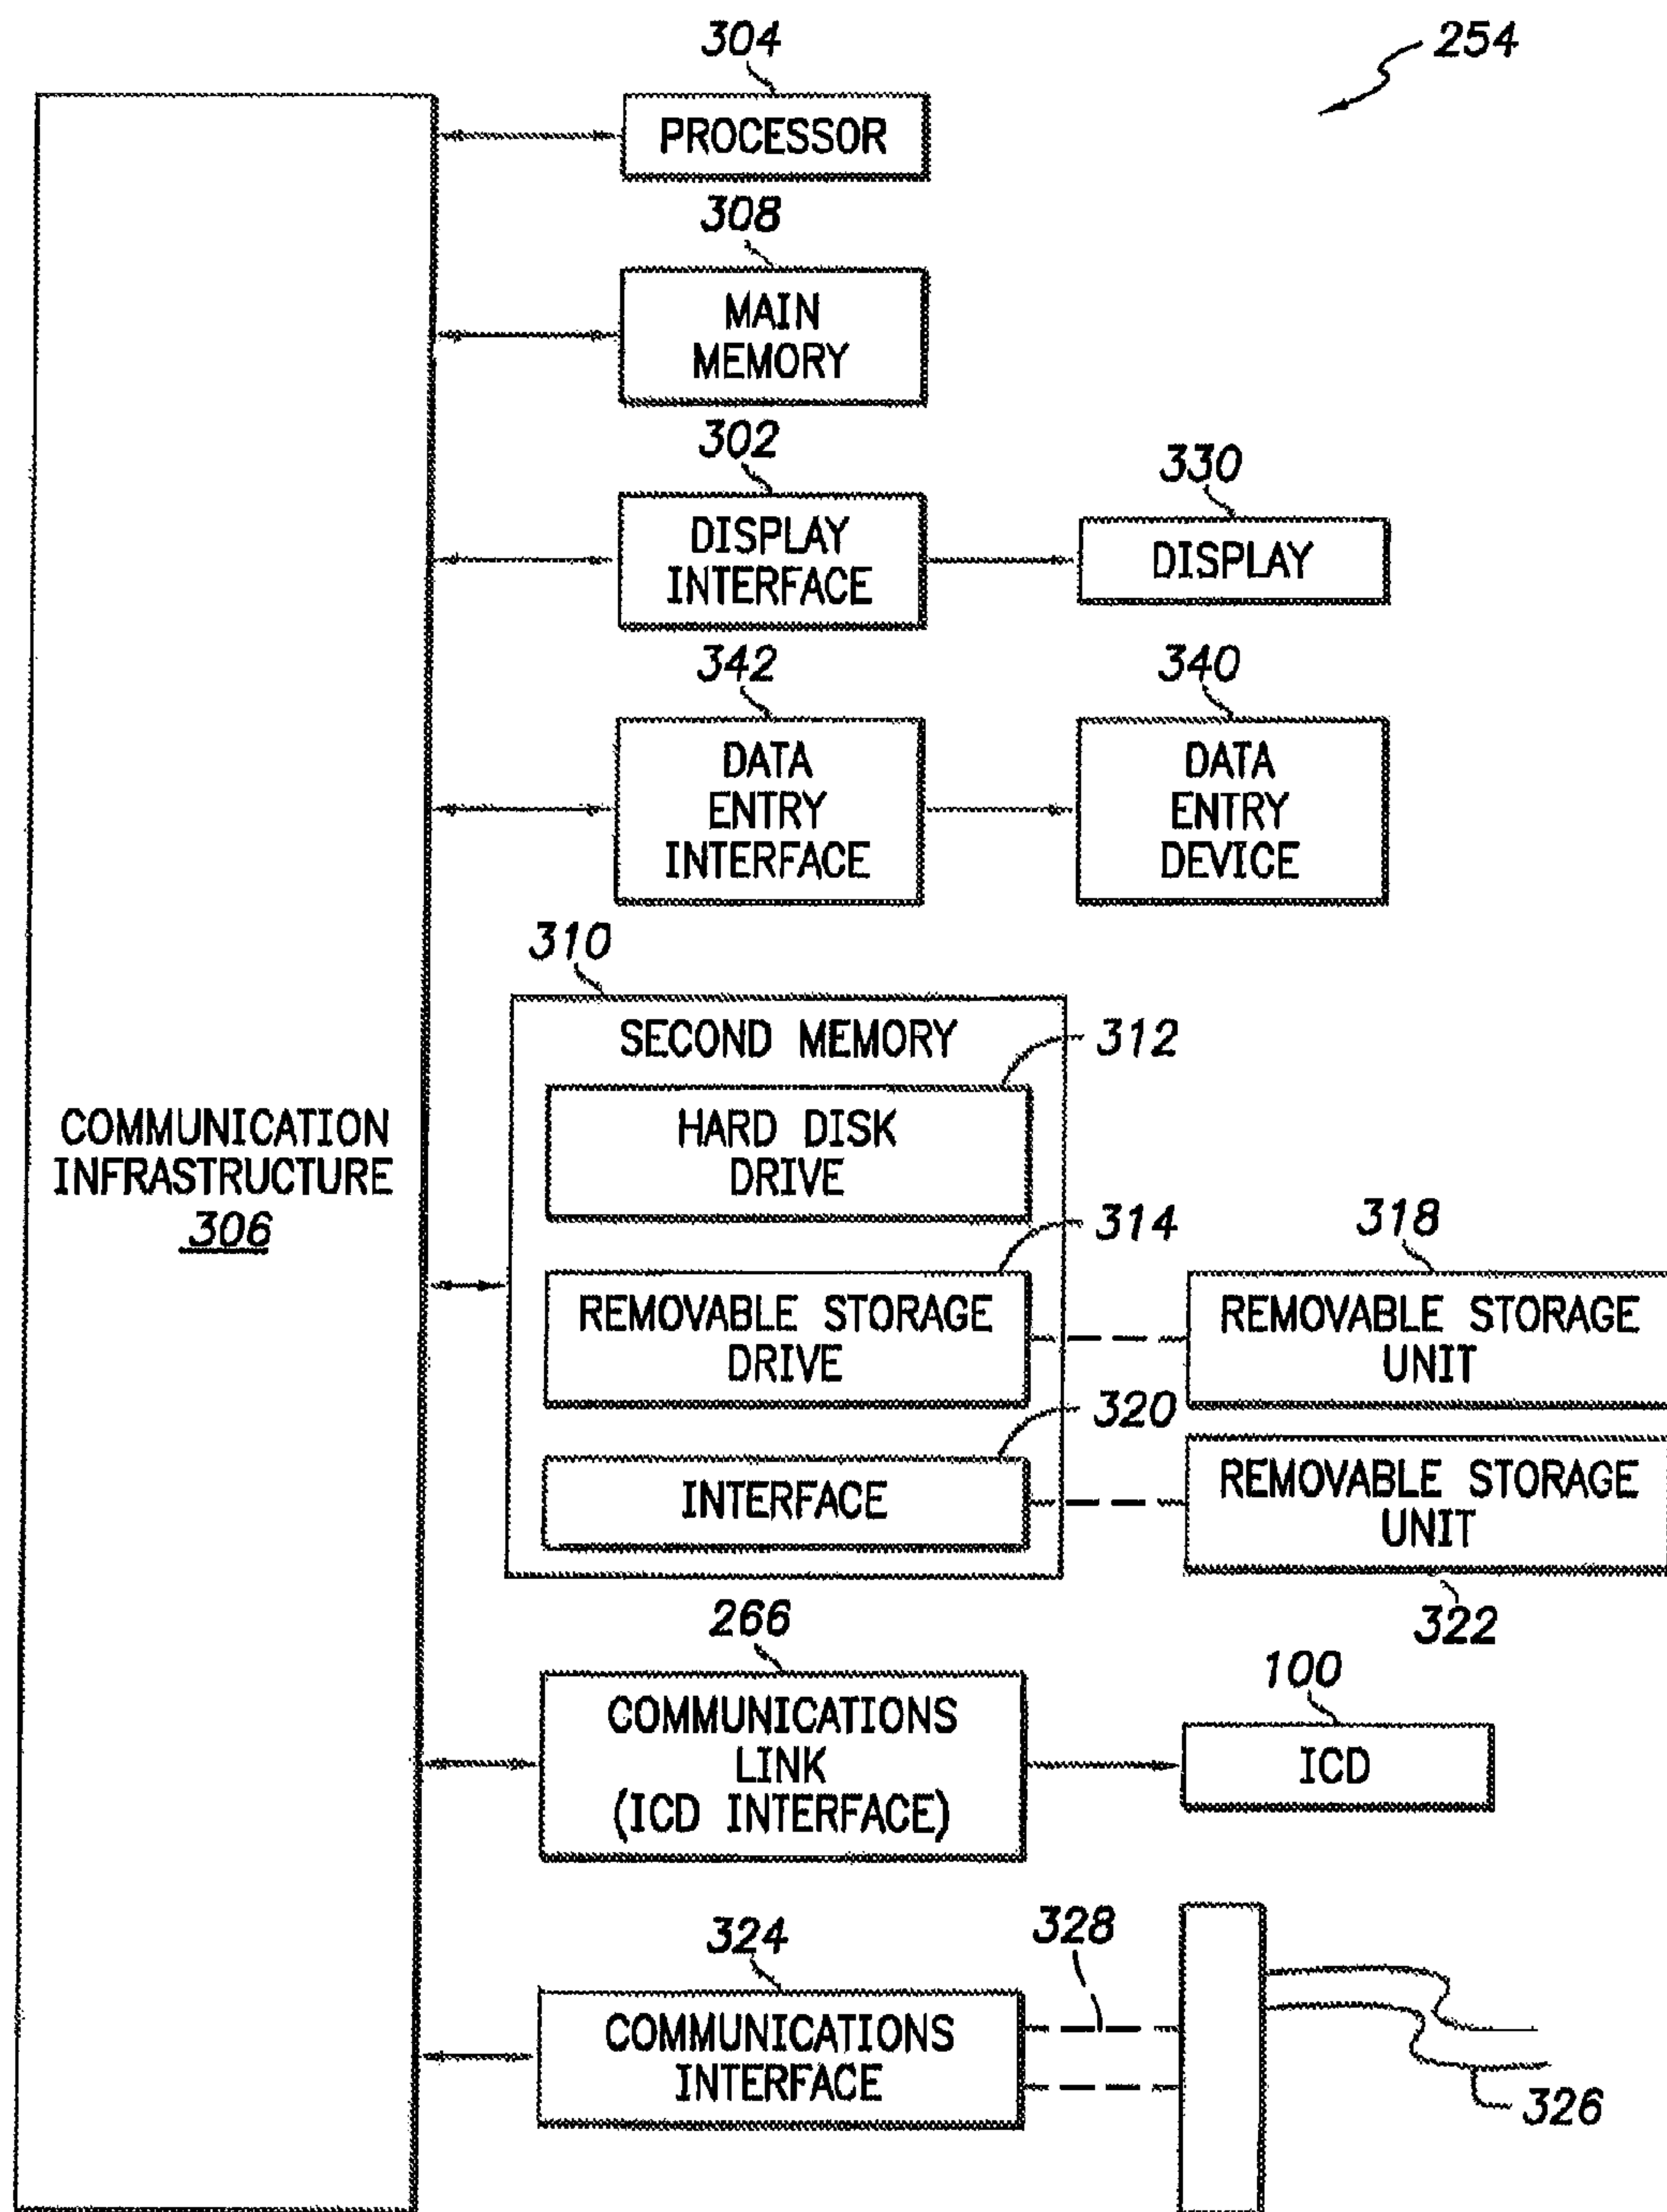 304
254
PROCESSOR
308
MAIN
MEMORY
302
330
DISPLAY
INTERFACE
DISPLAY
342
340
DATA
ENTRY
INTERFACE
DATA
ENTRY
DEVICE
310
SECOND MEMORY
312
HARD DISK
DRIVE
COMMUNICATION
INFRASTRUCTURE
306
314
318
REMOVABLE STORAGE
DRIVE
REMOVABLE STORAGE
UNIT
320
INTERFACE
REMOVABLE STORAGE
UNIT
322
266
100
COMMUNICATIONS
LINK
(ICD INTERFACE)
ICD
324
328
COMMUNICATIONS
INTERFACE
326